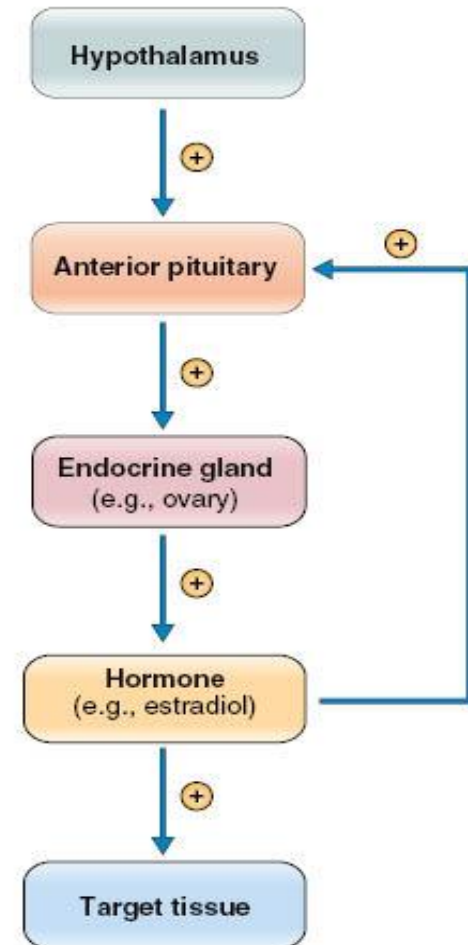 Hypothalamus
+
+
Anterior pituitary
+
Endocrine gland
(e.g., ovary)
+
Hormone
(e.g., estradiol)
+
Target tissue